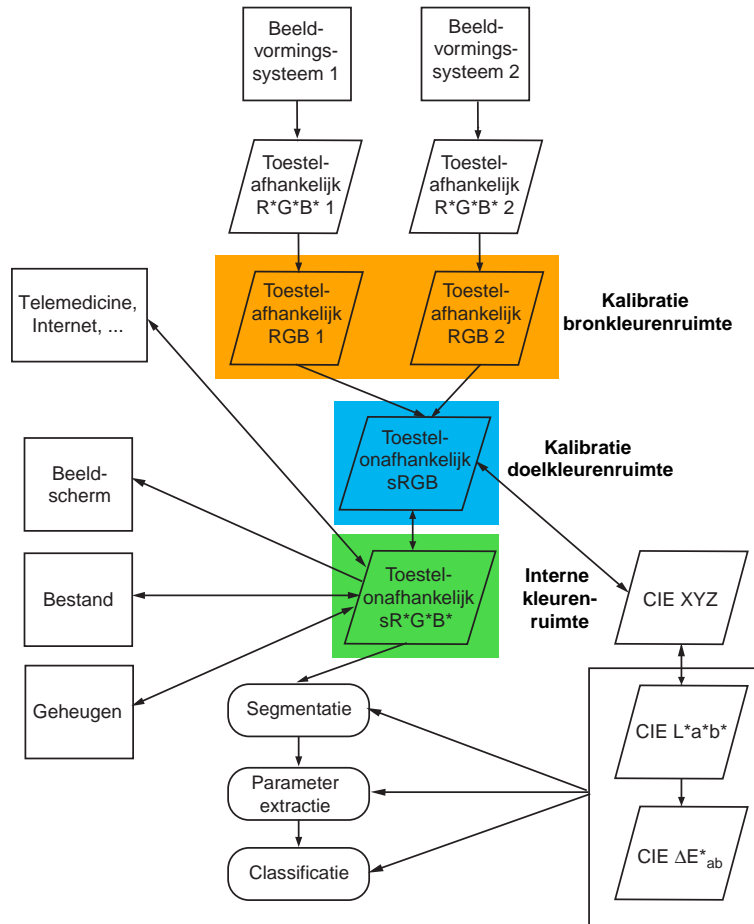 Beeld-
vormings-
systeem 1
Beeld-
vormings-
systeem 2
Toestel-
afhankelijk
R*G*B* 1
Toestel-
afhankelijk
R*G*B* 2
Telemedicine,
Internet, ...
Toestel-
afhankelijk
RGB 1
Toestel-
afhankelijk
RGB 2
Kalibratie
bronkleurenruimte
Beeld-
scherm
Toestel-
onafhankelijk
sRGB
Kalibratie
doelkleurenruimte
Bestand
Toestel-
onafhankelijk
sR*G*B*
Interne
kleuren-
ruimte
CIE XYZ
Geheugen
Segmentatie
CIE L*a*b*
Parameter
extractie
Classificatie
CIE ΔE*ab